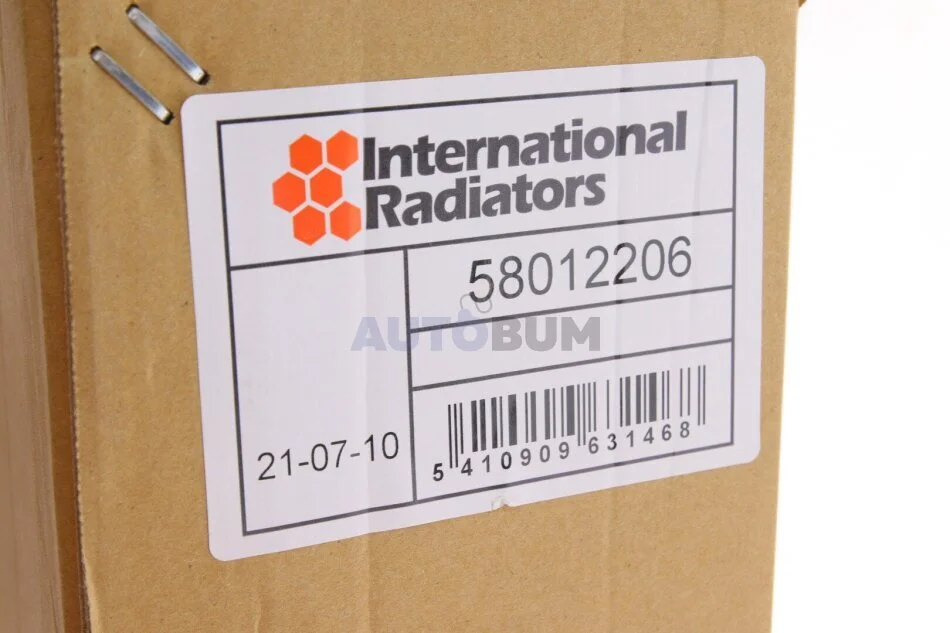 International
Radiators
58012206
AUTOBUM
21-07-10
5 410909 631468